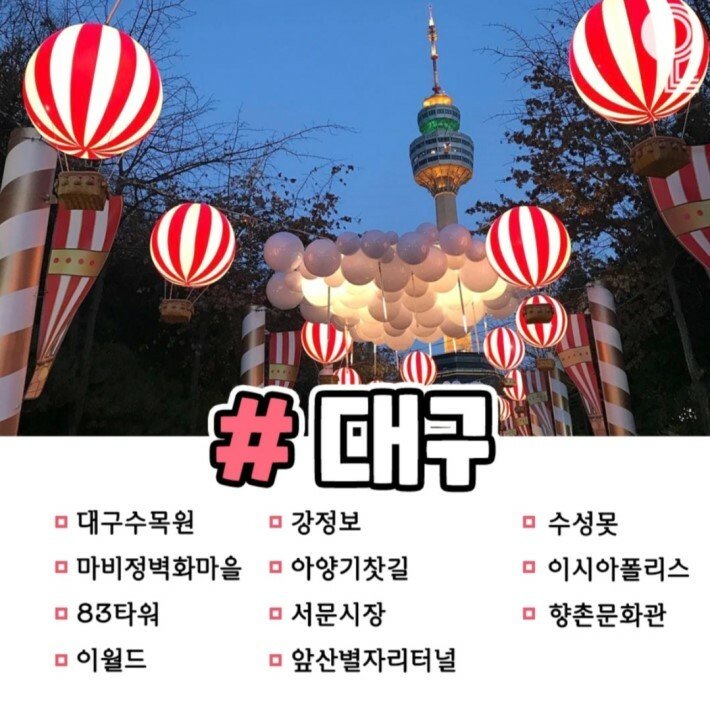 # 대구
대구수목원
강정보
수성못
마비정벽화마을
아양기찻길
이시아폴리스
83타워
서문시장
향촌문화관
이월드
앞산별자리터널